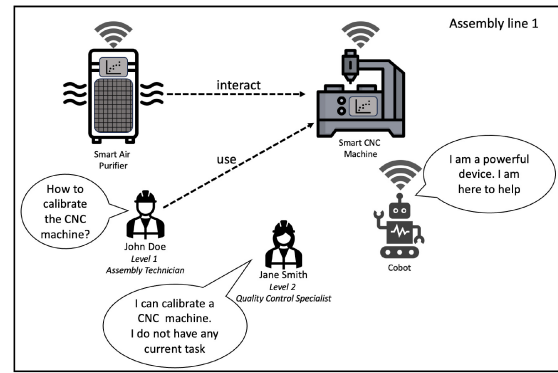 Assembly line 1
interact
Smart Air
Purifier
Smart CNC
Machine
use
I am a powerful
device. I am
here to help
How to
calibrate
the CNC
machine?
John Doe
Level 1
Assembly Technician
Cobot
Jane Smith
Level 2
Quality Control Specialist
I can calibrate a
CNC machine.
I do not have any
current task